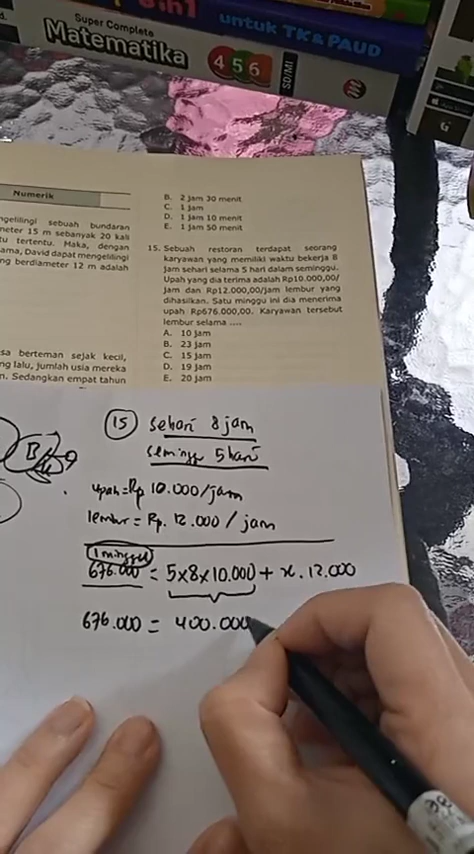 untuk TK & PAUD
Super Complete
Matematika
4 5 6
SD/MI
Numerik
ngelilingi sebuah bundaran
meter 15 m sebanyak 20 kali
tu tertentu. Maka, dengan
ama, David dapat mengelilingi
ng berdiameter 12 m adalah
sa berteman sejak kecil,
ng lalu, jumlah usia mereka
n. Sedangkan empat tahun
B. 2 jam 30 menit
C. 1 jam
D. 1 jam 10 menit
E. 1 jam 50 menit
15. Sebuah restoran terdapat seorang
karyawan yang memiliki waktu bekerja 8
jam sehari selama 5 hari dalam seminggu.
Upah yang dia terima adalah Rp10.000,00/
jam dan Rp12.000,00/jam lembur yang
dihasilkan. Satu minggu ini dia menerima
upah Rp676.000,00. Karyawan tersebut
lembur selama ....
A. 10 jam
B. 23 jam
C. 15 jam
D. 19 jam
E. 20 jam
15 sehari 8 jam
seminggu 5 hari
upah = Rp 10.000/jam
lembur = Rp. 12.000 / jam
1 minggu
676.000 = 5x8x10.000 + x. 12.000
676.000 = 400.000